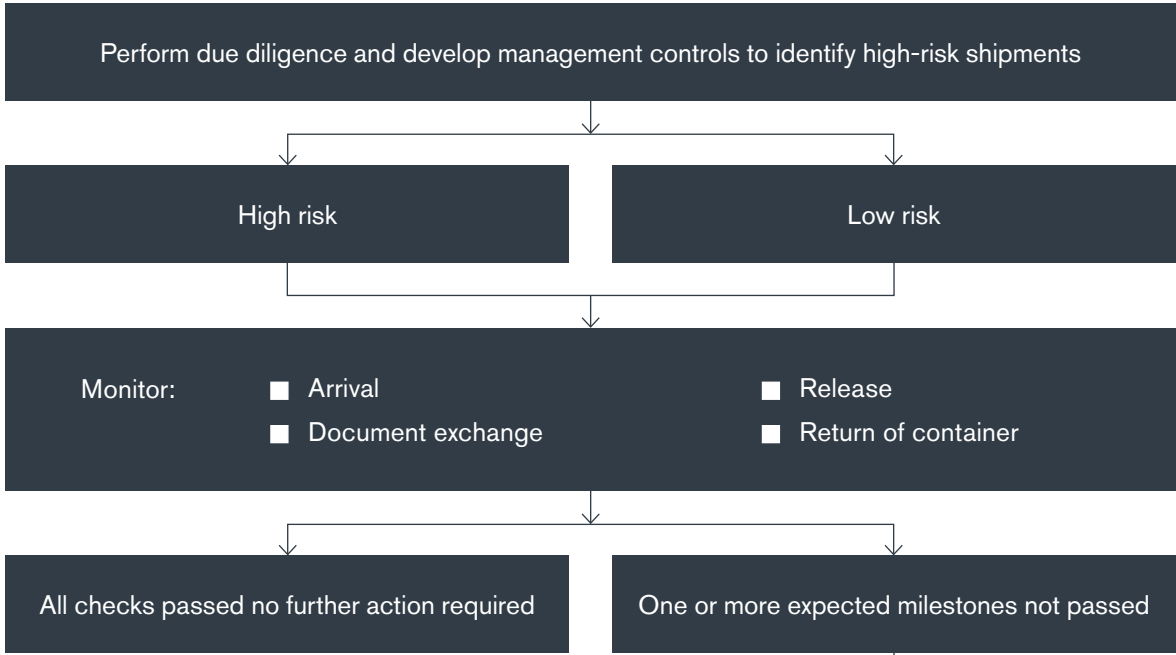 Perform due diligence and develop management controls to identify high-risk shipments
High risk
Low risk
Monitor:
Arrival
Release
Document exchange
Return of container
All checks passed no further action required
One or more expected milestones not passed